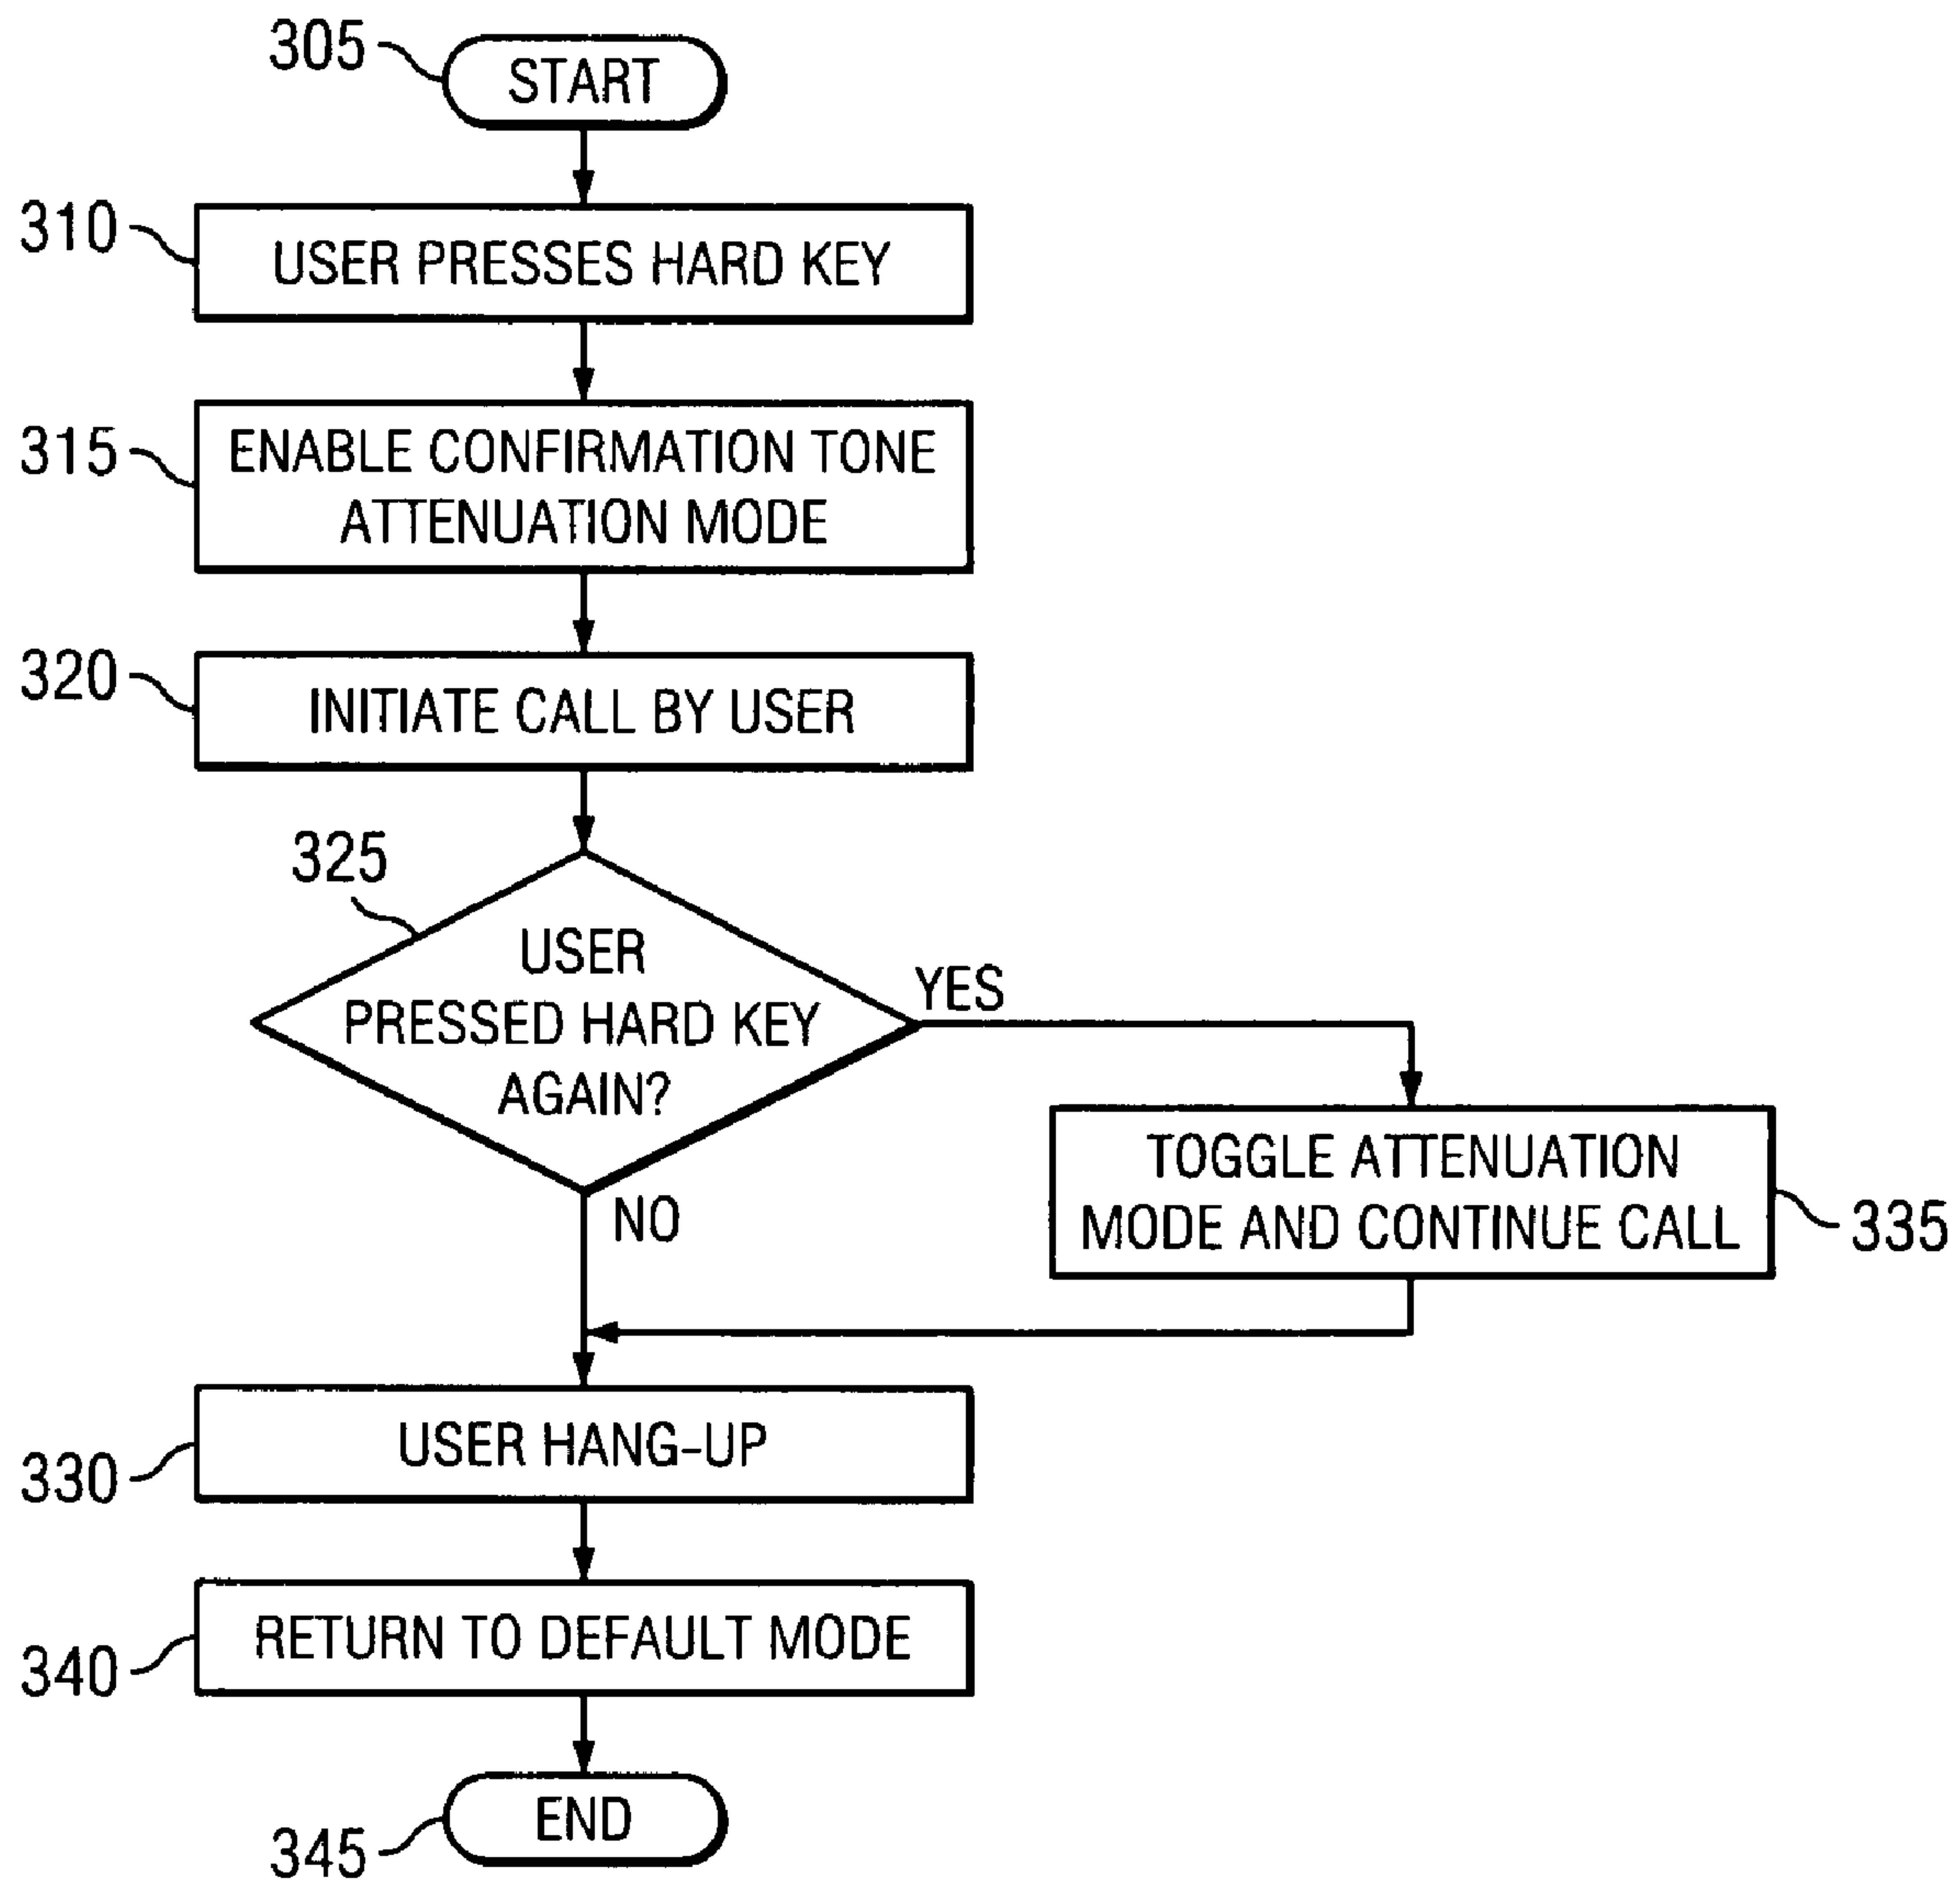 305
START
310
USER PRESSES HARD KEY
315
ENABLE CONFIRMATION TONE
ATTENUATION MODE
320
INITIATE CALL BY USER
325
USER
PRESSED HARD KEY
AGAIN?
YES
NO
TOGGLE ATTENUATION
MODE AND CONTINUE CALL
335
330
USER HANG-UP
340
RETURN TO DEFAULT MODE
345
END